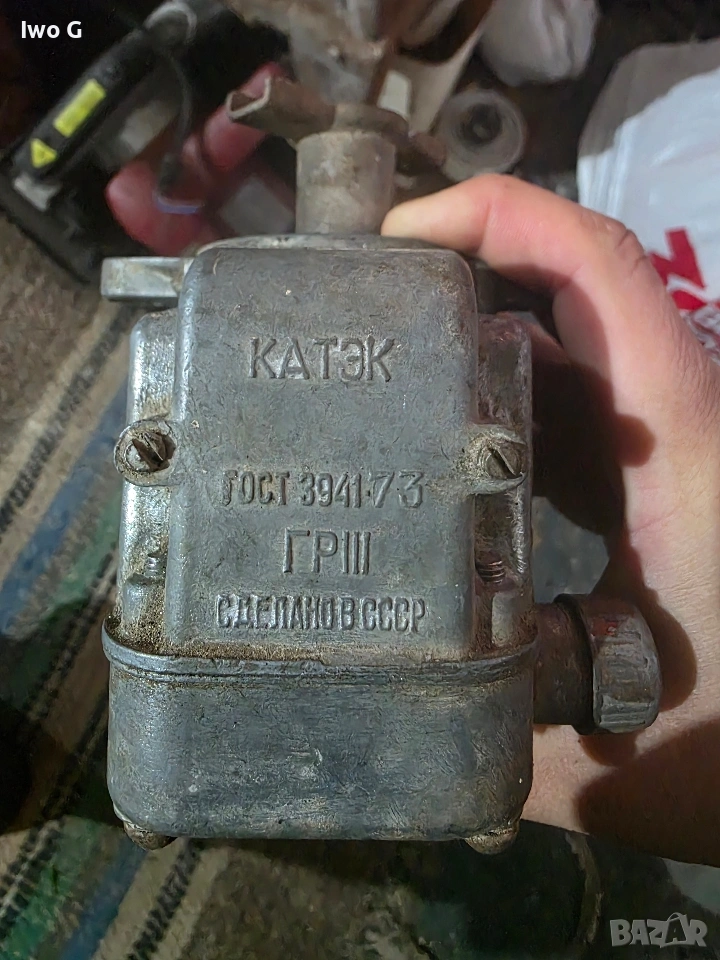 Iwo G
КАТЭК
ГОСТ 3941-73
ГРIII
СДЕЛАНО В СССР
BAZAR